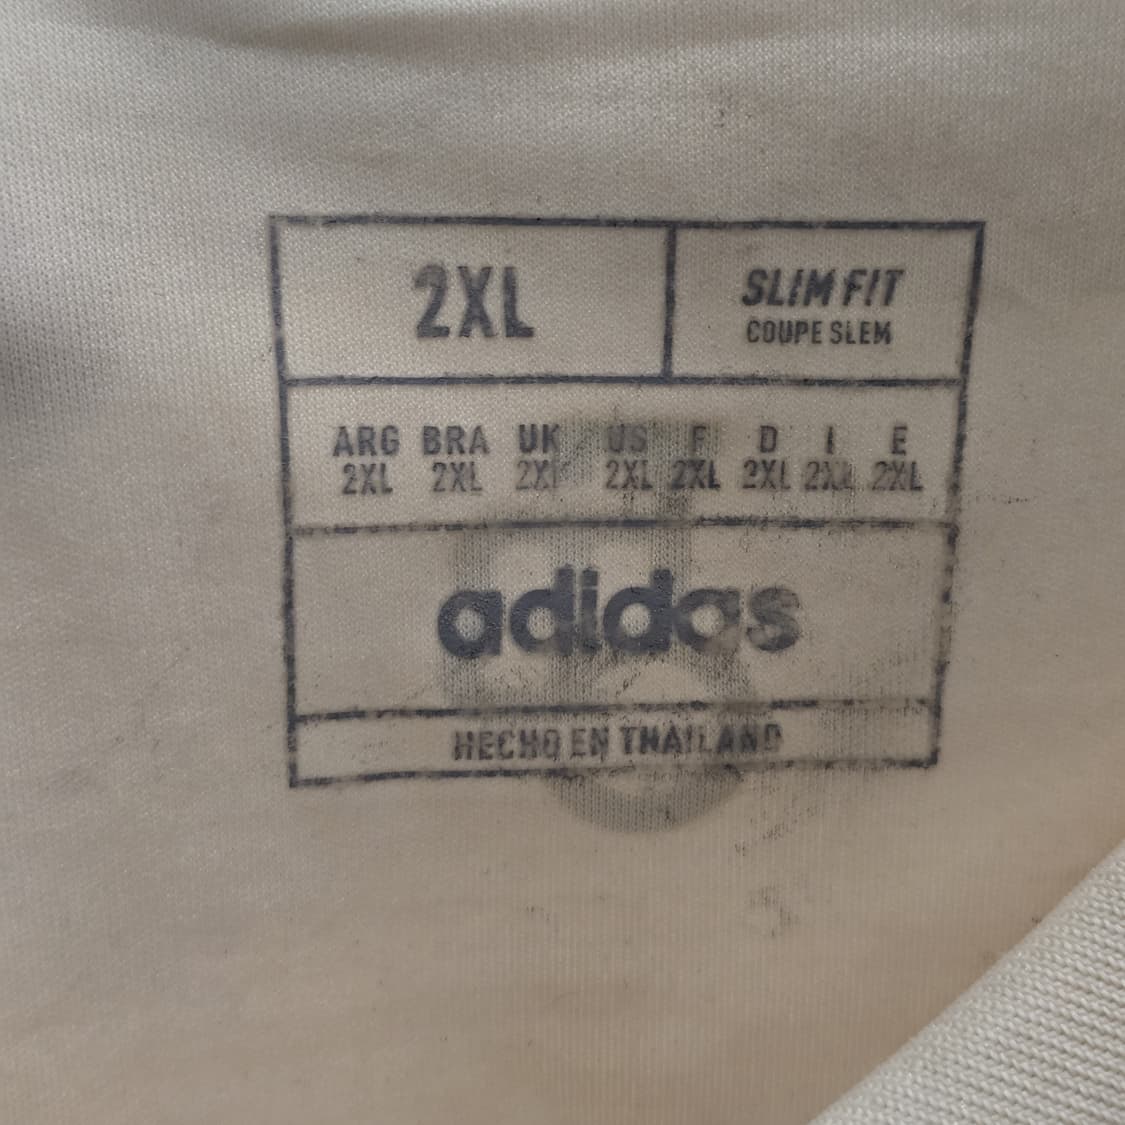 2XL
SLIM FIT
COUPE SLEM
ARG BRA UK US F D I E
2XL 2XL 2XL 2XL 2XL 2XL 2XL 2XL
adidas
HECHO EN THAILAND